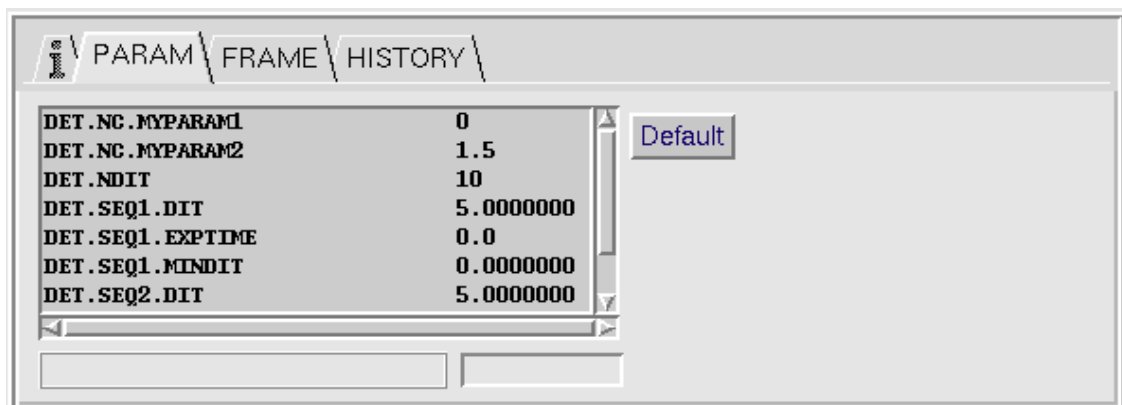 i PARAM FRAME HISTORY
DET.NC.MYPARAM1 0
DET.NC.MYPARAM2 1.5
DET.NDIT 10
DET.SEQ1.DIT 5.0000000
DET.SEQ1.EXPTIME 0.0
DET.SEQ1.MINDIT 0.0000000
DET.SEQ2.DIT 5.0000000
Default